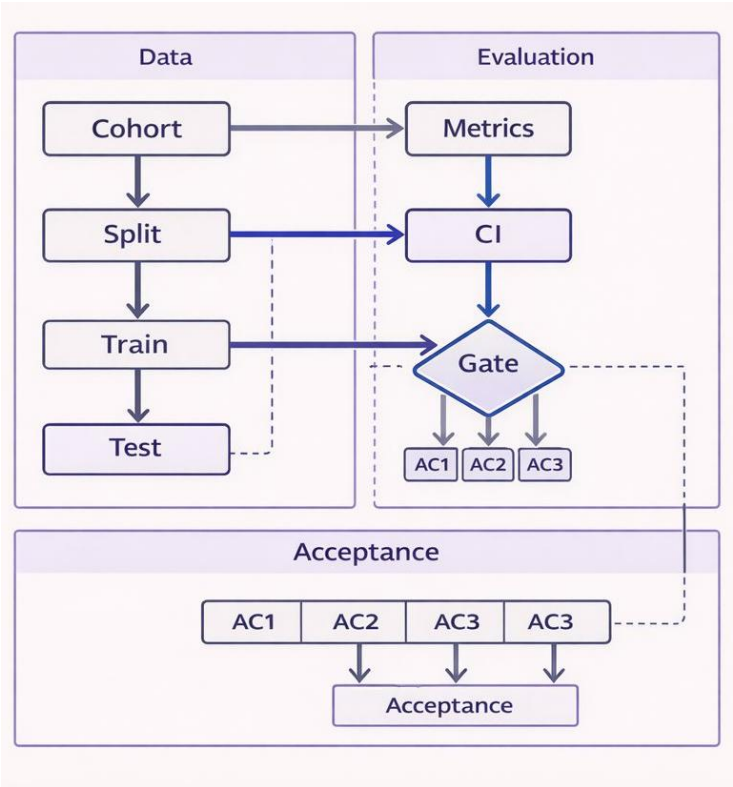 Data
Cohort
Split
Train
Test
Evaluation
Metrics
CI
Gate
AC1 AC2 AC3
Acceptance
AC1 AC2 AC3 AC3
Acceptance